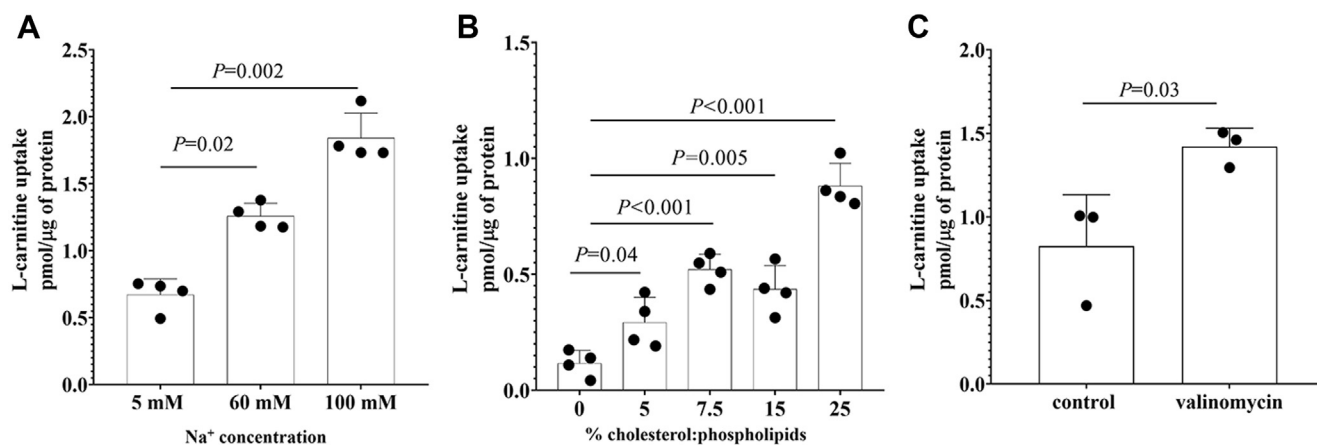 A
L-carnitine uptake
pmol/µg of protein
2.5
2.0
1.5
1.0
0.5
0.0
P=0.002
P=0.02
5 mM 60 mM 100 mM
Na⁺ concentration
B
L-carnitine uptake
pmol/µg of protein
1.5
1.0
0.5
0.0
P<0.001
P=0.005
P<0.001
P=0.04
0 5 7.5 15 25
% cholesterol:phospholipids
C
L-carnitine uptake
pmol/µg of protein
2.0
1.5
1.0
0.5
0.0
P=0.03
control valinomycin